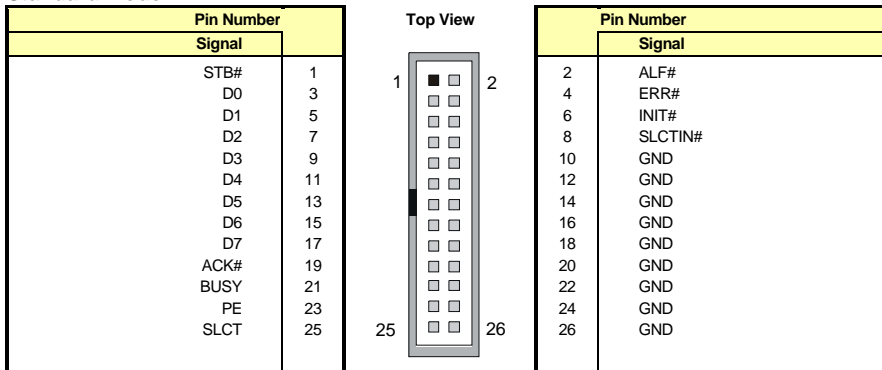 Pin Number Top View Pin Number
Signal Signal
STB# 1 1 2 2 ALF#
D0 3 4 ERR#
D1 5 6 INIT#
D2 7 8 SLCTIN#
D3 9 10 GND
D4 11 12 GND
D5 13 14 GND
D6 15 16 GND
D7 17 18 GND
ACK# 19 20 GND
BUSY 21 22 GND
PE 23 24 GND
SLCT 25 25 26 26 GND